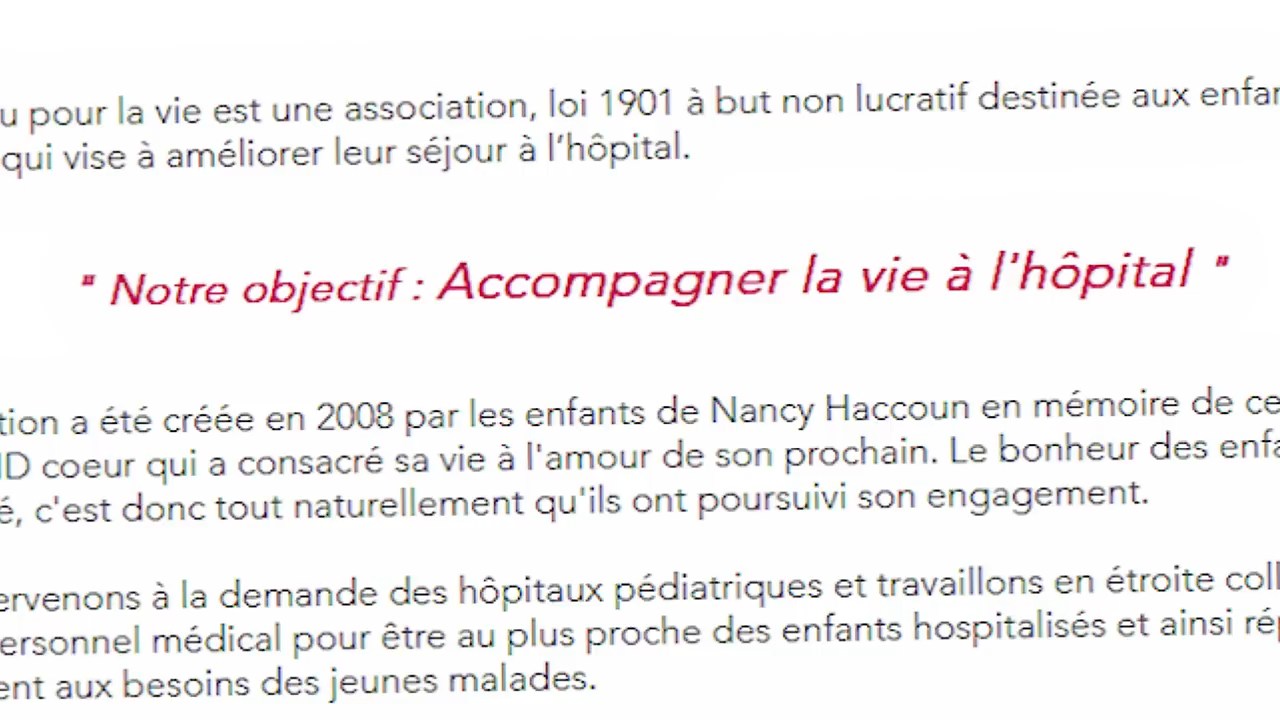 u pour la vie est une association, loi 1901 à but non lucratif destinée aux enfan
qui vise à améliorer leur séjour à l'hôpital.
" Notre objectif : Accompagner la vie à l'hôpital "
tion a été créée en 2008 par les enfants de Nancy Haccoun en mémoire de ce
ND coeur qui a consacré sa vie à l'amour de son prochain. Le bonheur des enfa
é, c'est donc tout naturellement qu'ils ont poursuivi son engagement.
ervenons à la demande des hôpitaux pédiatriques et travaillons en étroite coll
ersonnel médical pour être au plus proche des enfants hospitalisés et ainsi rép
ent aux besoins des jeunes malades.